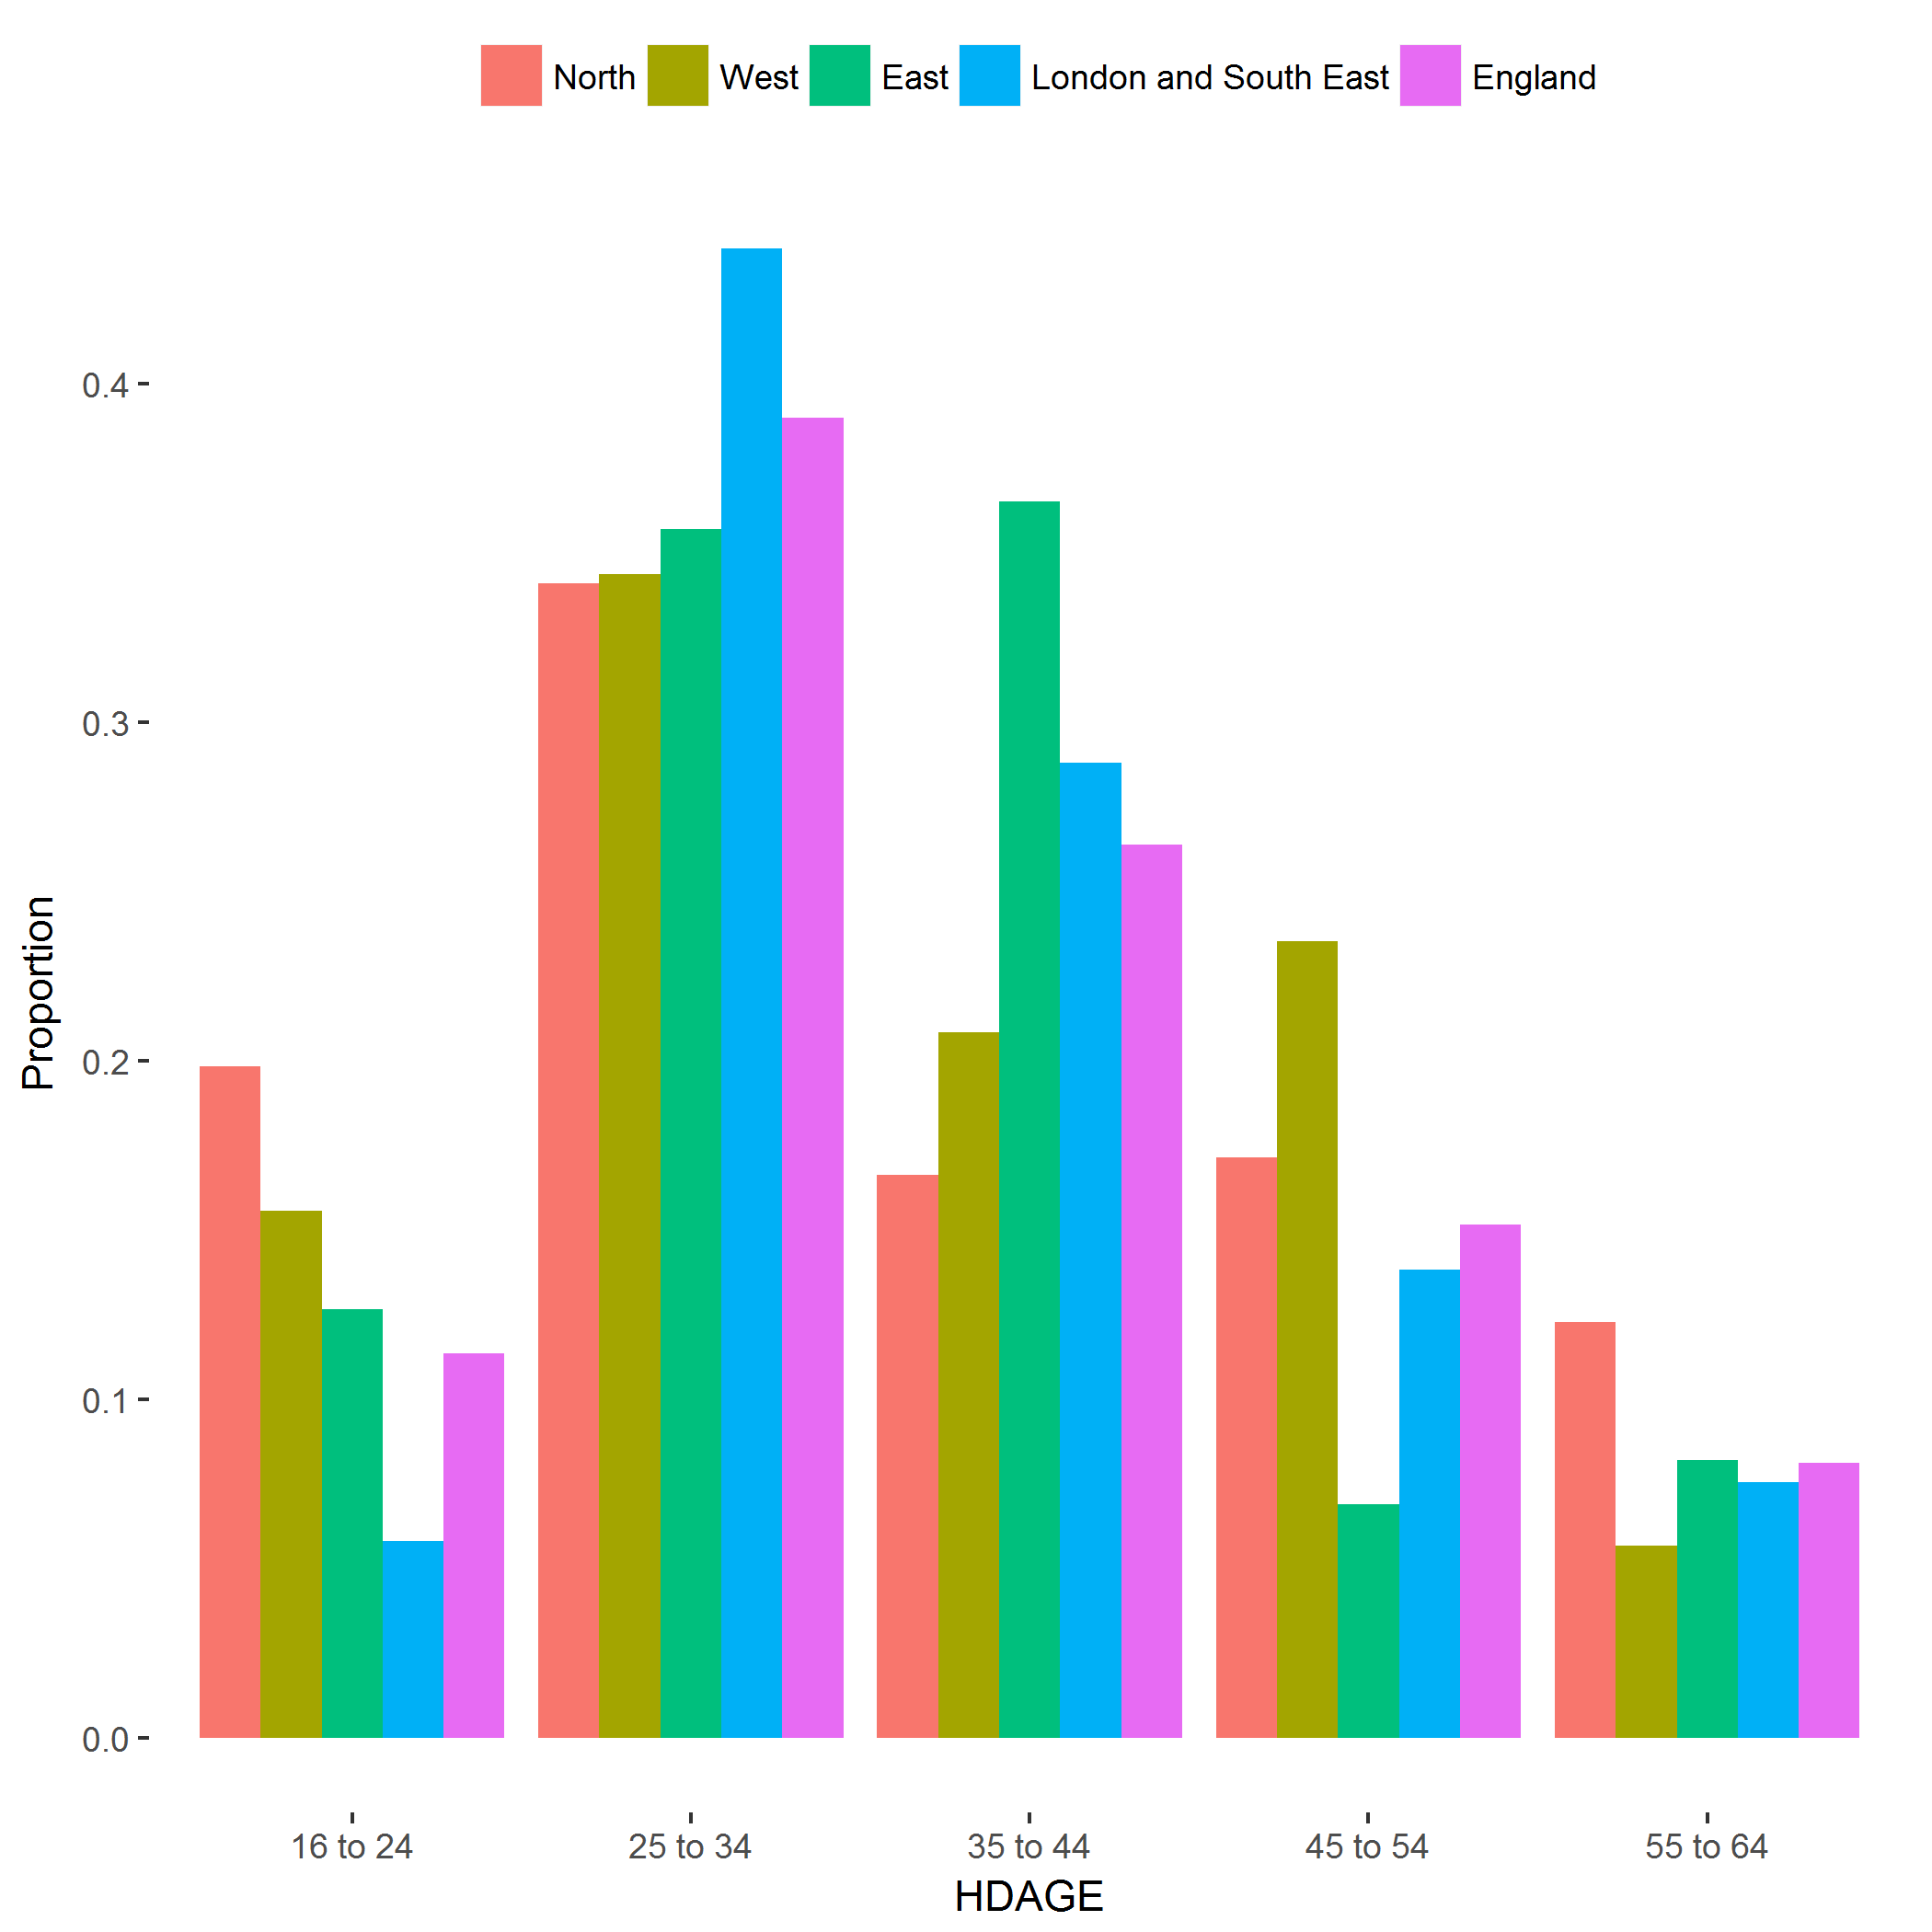 North West East London and South East England
Proportion
0.4
0.3
0.2
0.1
0.0
16 to 24 25 to 34 35 to 44 45 to 54 55 to 64
HDAGE